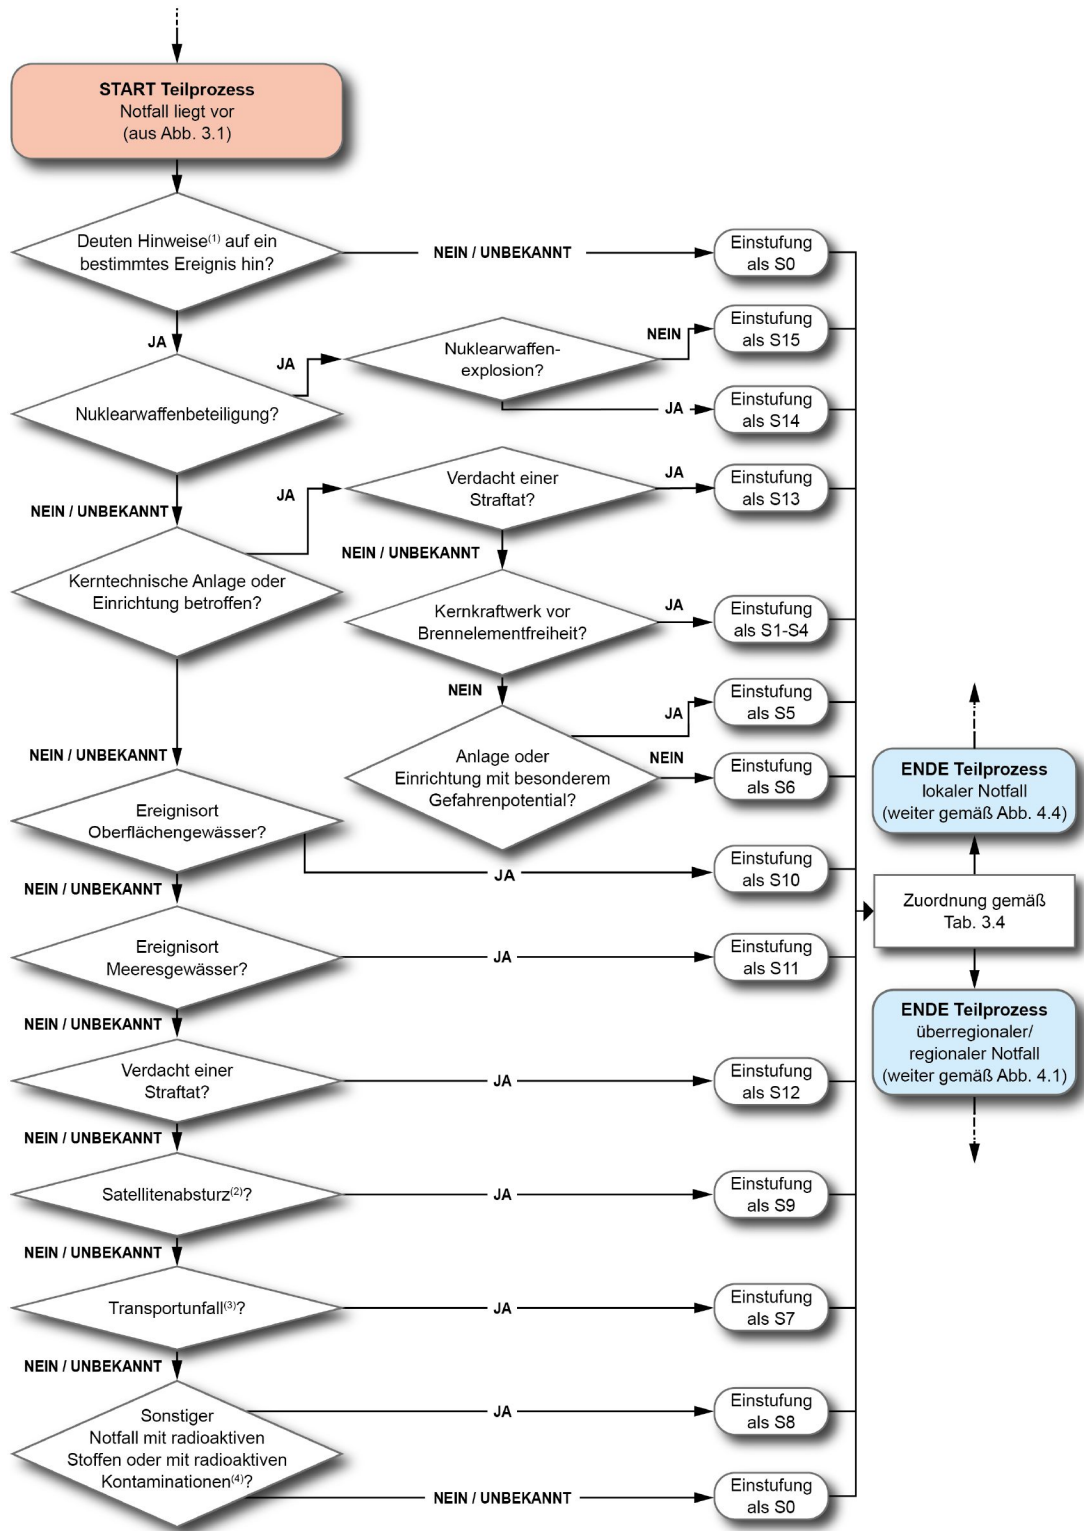 START Teilprozess
Notfall liegt vor
(aus Abb. 3.1)
Deuten Hinweise(1) auf ein
bestimmtes Ereignis hin?
NEIN / UNBEKANNT
Einstufung
als S0
JA
Nuklearwaffenbeteiligung?
JA
Nuklearwaffen-
explosion?
NEIN
Einstufung
als S15
JA
Einstufung
als S14
NEIN / UNBEKANNT
Kerntechnische Anlage oder
Einrichtung betroffen?
JA
Verdacht einer
Straftat?
JA
Einstufung
als S13
NEIN / UNBEKANNT
Kernkraftwerk vor
Brennelementfreiheit?
JA
Einstufung
als S1-S4
NEIN
Anlage oder
Einrichtung mit besonderem
Gefahrenpotential?
JA
Einstufung
als S5
NEIN
Einstufung
als S6
NEIN / UNBEKANNT
Ereignisort
Oberflächengewässer?
JA
Einstufung
als S10
NEIN / UNBEKANNT
Ereignisort
Meeresgewässer?
JA
Einstufung
als S11
NEIN / UNBEKANNT
Verdacht einer
Straftat?
JA
Einstufung
als S12
NEIN / UNBEKANNT
Satellitenabsturz(2)?
JA
Einstufung
als S9
NEIN / UNBEKANNT
Transportunfall(3)?
JA
Einstufung
als S7
NEIN / UNBEKANNT
Sonstiger
Notfall mit radioaktiven
Stoffen oder mit radioaktiven
Kontaminationen(4)?
JA
Einstufung
als S8
NEIN / UNBEKANNT
Einstufung
als S0
ENDE Teilprozess
lokaler Notfall
(weiter gemäß Abb. 4.4)
Zuordnung gemäß
Tab. 3.4
ENDE Teilprozess
überregionaler/
regionaler Notfall
(weiter gemäß Abb. 4.1)